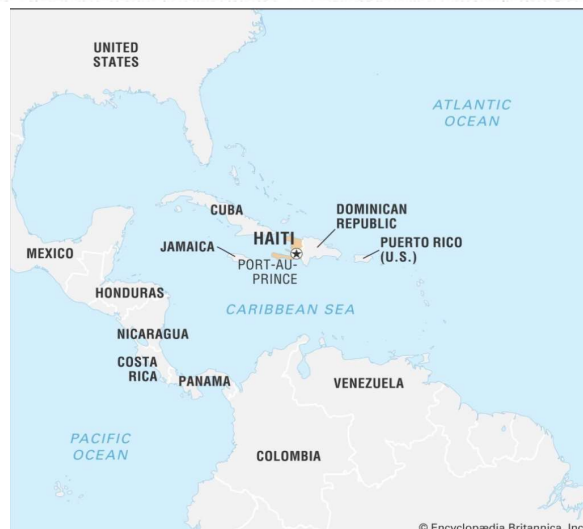 UNITED
STATES
ATLANTIC
OCEAN
CUBA
DOMINICAN
REPUBLIC
HAITI
PUERTO RICO
(U.S.)
MEXICO
JAMAICA
PORT-AU-
PRINCE
HONDURAS
CARIBBEAN SEA
NICARAGUA
COSTA
RICA
PANAMA
VENEZUELA
PACIFIC
OCEAN
COLOMBIA
© Encyclopædia Britannica, Inc